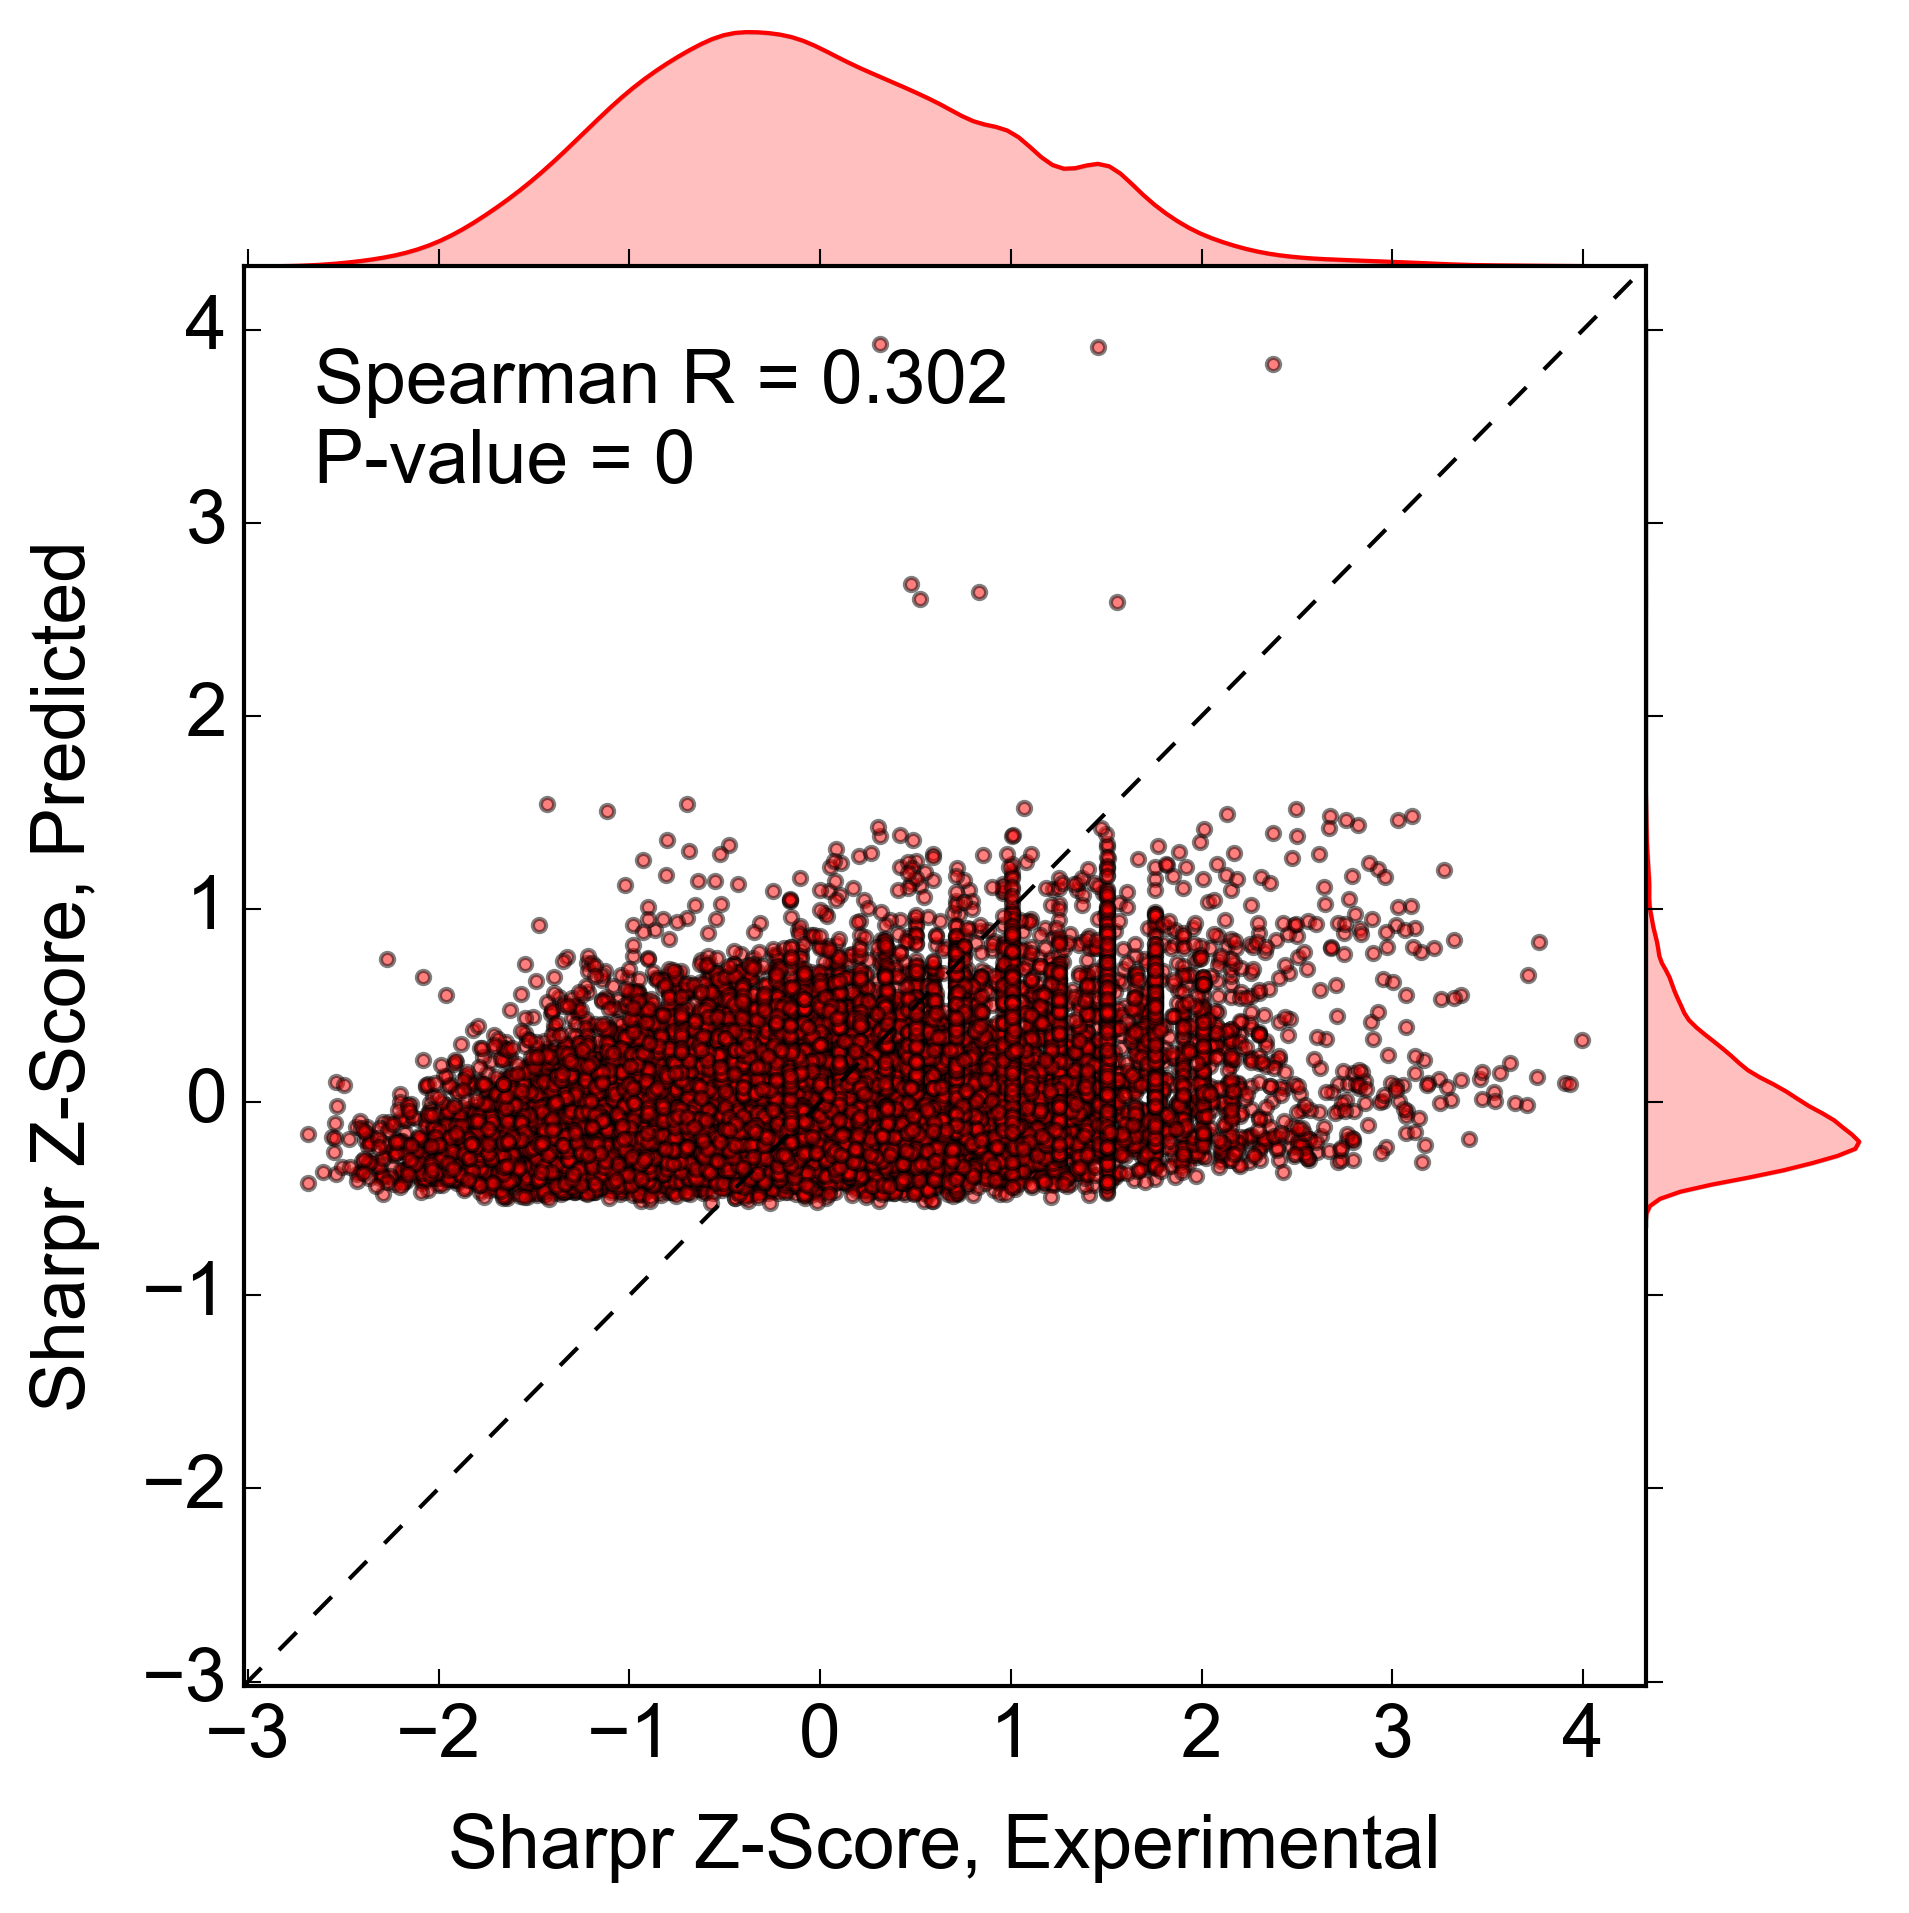 Spearman R = 0.302
P-value = 0
4
3
2
1
0
−1
−2
−3
Sharpr Z-Score, Predicted
−3 −2 −1 0 1 2 3 4
Sharpr Z-Score, Experimental